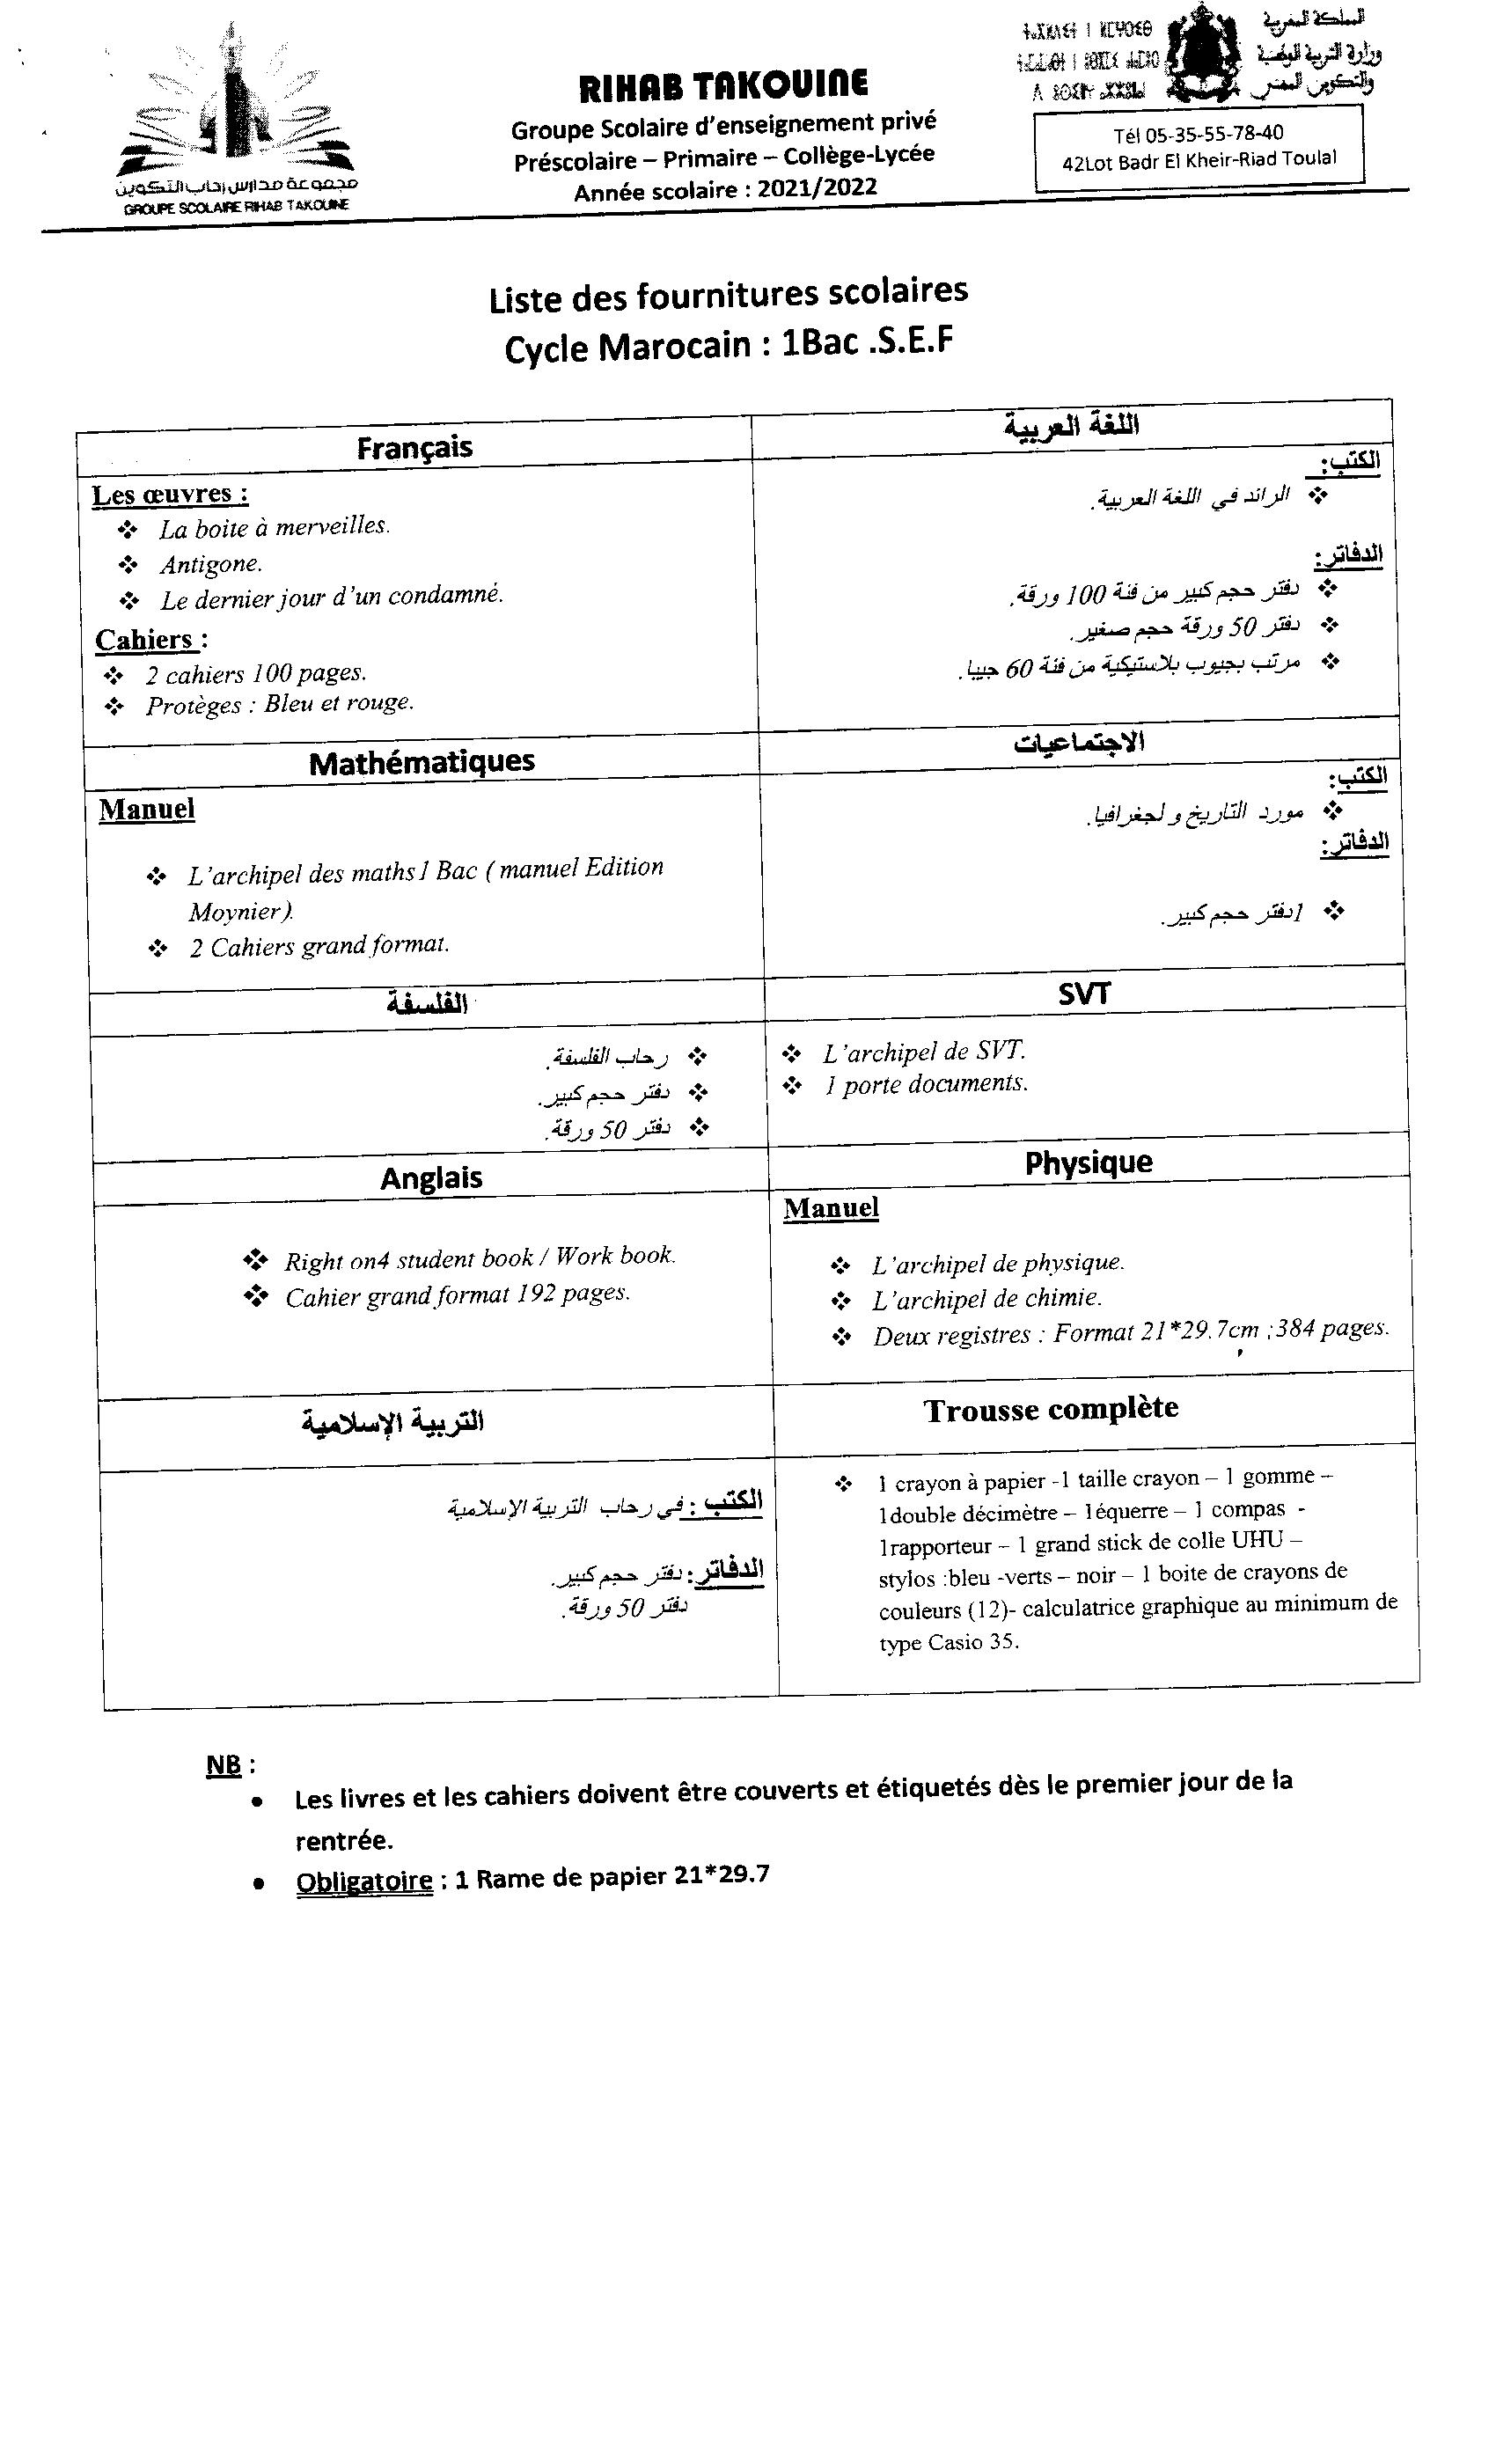 مجموعة مدارس رحاب التكوين
GROUPE SCOLAIRE RIHAB TAKOUINE
RIHAB TAKOUINE
Groupe Scolaire d'enseignement privé
Préscolaire – Primaire – Collège-Lycée
Année scolaire : 2021/2022
المملكة المغربية
وزارة التربية الوطنية
والتكوين المهني
Tél 05-35-55-78-40
42Lot Badr El Kheir-Riad Toulal
Liste des fournitures scolaires
Cycle Marocain : 1Bac .S.E.F
Français
Les œuvres :
La boite à merveilles.
Antigone.
Le dernier jour d'un condamné.
Cahiers :
2 cahiers 100 pages.
Protèges : Bleu et rouge.
اللغة العربية
الكتب:
الرائد في اللغة العربية.
الدفاتر:
دفتر حجم كبير من فئة 100 ورقة.
دفتر 50 ورقة حجم صغير.
مرتب بجيوب بلاستيكية من فئة 60 جيبا.
Mathématiques
Manuel
L'archipel des maths1 Bac ( manuel Edition
Moynier).
2 Cahiers grand format.
الاجتماعيات
الكتب:
مورد التاريخ و لجغرافيا.
الدفاتر:
1دفتر حجم كبير.
الفلسفة
رحاب الفلسفة.
دفتر حجم كبير.
دفتر 50 ورقة.
SVT
L'archipel de SVT.
1 porte documents.
Anglais
Right on4 student book / Work book.
Cahier grand format 192 pages.
Physique
Manuel
L'archipel de physique.
L'archipel de chimie.
Deux registres : Format 21*29.7cm ;384 pages.
التربية الإسلامية
الكتب : في رحاب التربية الإسلامية
الدفاتر: دفتر حجم كبير.
دفتر 50 ورقة.
Trousse complète
1 crayon à papier -1 taille crayon – 1 gomme –
1double décimètre – 1équerre – 1 compas -
1rapporteur – 1 grand stick de colle UHU –
stylos :bleu -verts – noir – 1 boite de crayons de
couleurs (12)- calculatrice graphique au minimum de
type Casio 35.
NB :
Les livres et les cahiers doivent être couverts et étiquetés dès le premier jour de la
rentrée.
Obligatoire : 1 Rame de papier 21*29.7